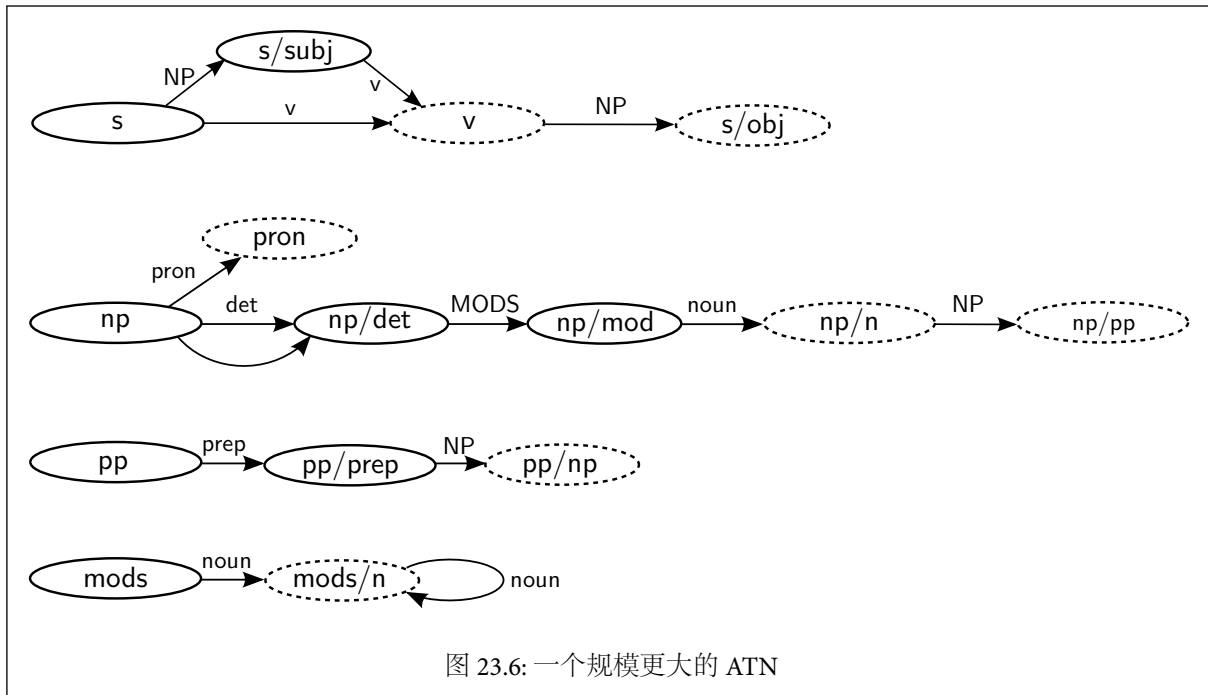 s/subj
NP v
s v v NP s/obj
pron
pron
np det np/det MODS np/mod noun np/n NP np/pp
pp prep pp/prep NP pp/np
mods noun mods/n noun
图 23.6: 一个规模更大的 ATN